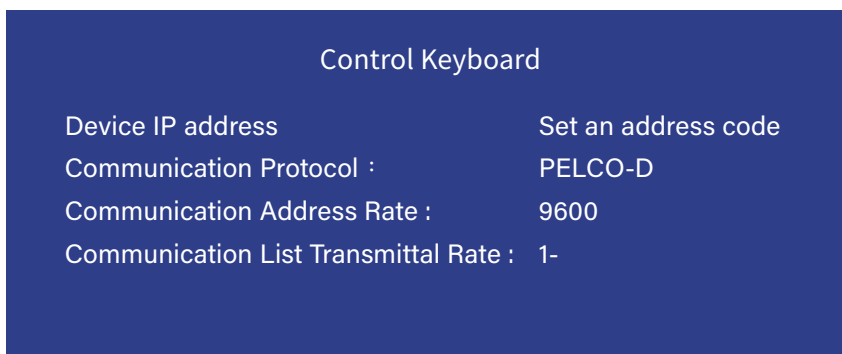 Control Keyboard
Device IP address Set an address code
Communication Protocol： PELCO-D
Communication Address Rate : 9600
Communication List Transmittal Rate : 1-